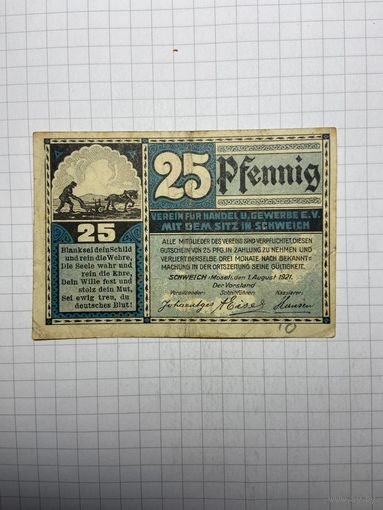 25 Pfennig
VEREIN FÜR HANDEL U. GEWERBE E.V.
MIT DEM SITZ IN SCHWEICH
ALLE MITGLIEDER DES VEREINS SIND VERPFLICHTET, DIESEN
GUTSCHEIN VON 25 PFG. IN ZAHLUNG ZU NEHMEN UND
VERLIERT DERSELBE DREI MONATE NACH BEKANNT-
MACHUNG IN DER ORTSZEITUNG SEINE GÜLTIGKEIT.
SCHWEICH (Mosel), den 1. August 1921.
Der Vorstand
Vorsitzender: Schriftführer: Kassierer:
25
Blank sei dein Schild
und rein die Wehre,
Die Seele wahr und
rein die Ehre,
Dein Wille fest und
stolz dein Mut,
Sei ewig treu, du
deutsches Blut!